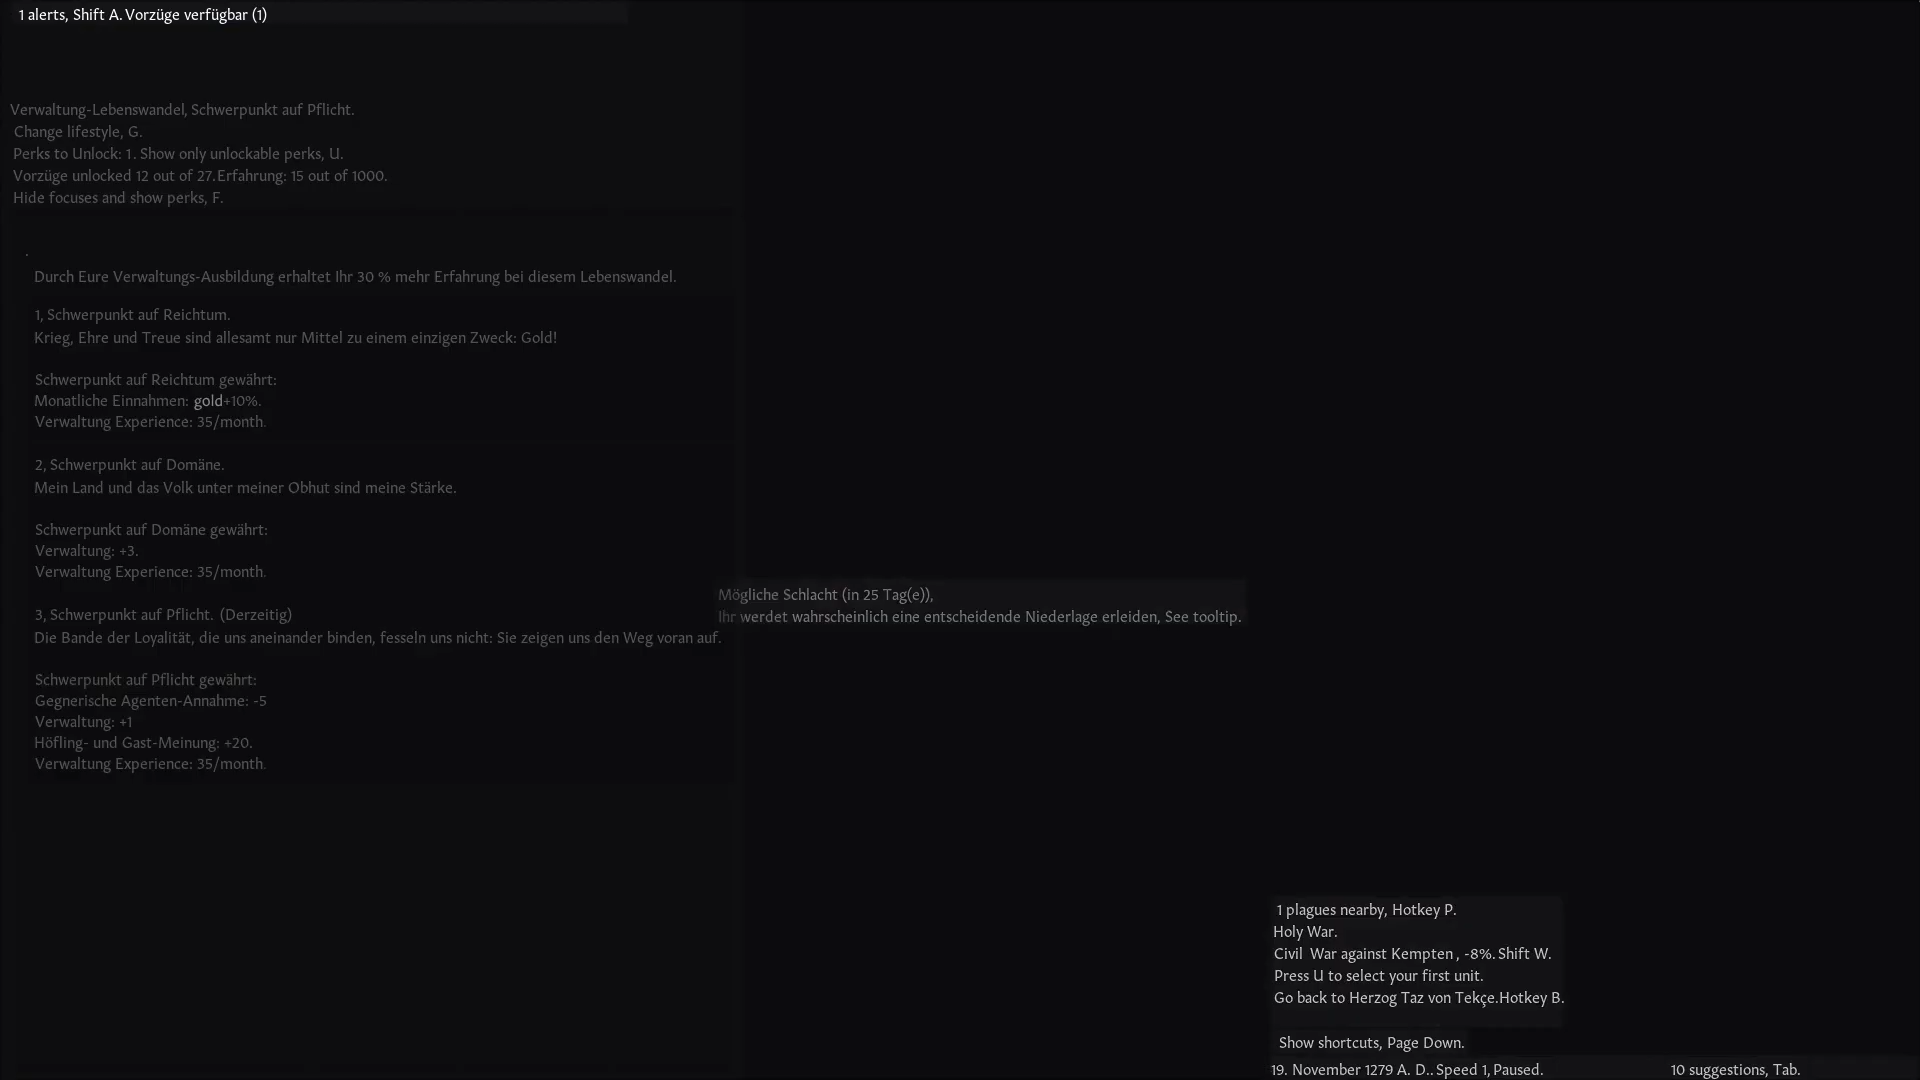 1 alerts, Shift A. Vorzüge verfügbar (1)
Verwaltung-Lebenswandel, Schwerpunkt auf Pflicht.
Change lifestyle, G.
Perks to Unlock: 1. Show only unlockable perks, U.
Vorzüge unlocked 12 out of 27. Erfahrung: 15 out of 1000.
Hide focuses and show perks, F.
.
Durch Eure Verwaltungs-Ausbildung erhaltet Ihr 30 % mehr Erfahrung bei diesem Lebenswandel.
1, Schwerpunkt auf Reichtum.
Krieg, Ehre und Treue sind allesamt nur Mittel zu einem einzigen Zweck: Gold!
Schwerpunkt auf Reichtum gewährt:
Monatliche Einnahmen: gold+10%.
Verwaltung Experience: 35/month.
2, Schwerpunkt auf Domäne.
Mein Land und das Volk unter meiner Obhut sind meine Stärke.
Schwerpunkt auf Domäne gewährt:
Verwaltung: +3.
Verwaltung Experience: 35/month.
3, Schwerpunkt auf Pflicht. (Derzeitig)
Die Bande der Loyalität, die uns aneinander binden, fesseln uns nicht: Sie zeigen uns den Weg voran auf.
Schwerpunkt auf Pflicht gewährt:
Gegnerische Agenten-Annahme: -5
Verwaltung: +1
Höfling- und Gast-Meinung: +20.
Verwaltung Experience: 35/month.
Mögliche Schlacht (in 25 Tag(e)),
Ihr werdet wahrscheinlich eine entscheidende Niederlage erleiden, See tooltip.
1 plagues nearby, Hotkey P.
Holy War.
Civil War against Kempten , -8%. Shift W.
Press U to select your first unit.
Go back to Herzog Taz von Tekçe.Hotkey B.
Show shortcuts, Page Down.
19. November 1279 A. D.. Speed 1, Paused.
10 suggestions, Tab.